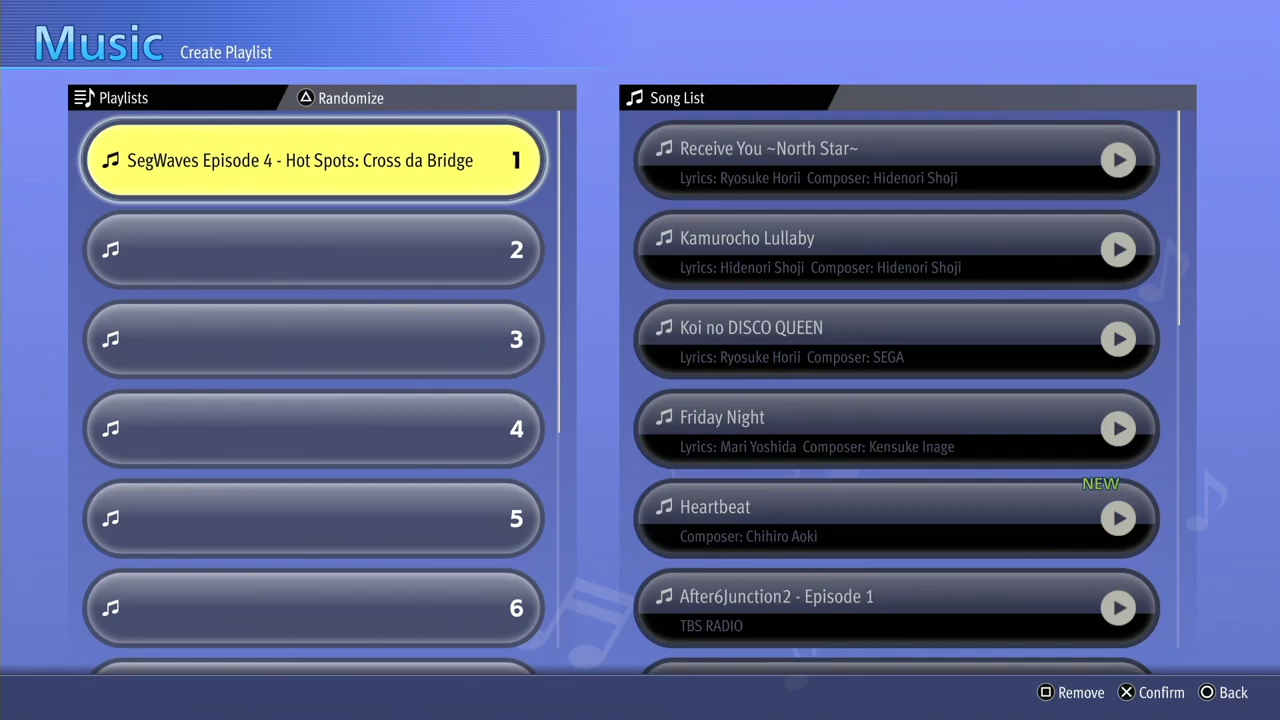 Music Create Playlist
Playlists
Randomize
SegWaves Episode 4 - Hot Spots: Cross da Bridge 1
2
3
4
5
6
Song List
Receive You ~North Star~
Lyrics: Ryosuke Horii Composer: Hidenori Shoji
Kamurocho Lullaby
Lyrics: Hidenori Shoji Composer: Hidenori Shoji
Koi no DISCO QUEEN
Lyrics: Ryosuke Horii Composer: SEGA
Friday Night
Lyrics: Mari Yoshida Composer: Kensuke Inage
NEW
Heartbeat
Composer: Chihiro Aoki
After6Junction2 - Episode 1
TBS RADIO
Remove Confirm Back